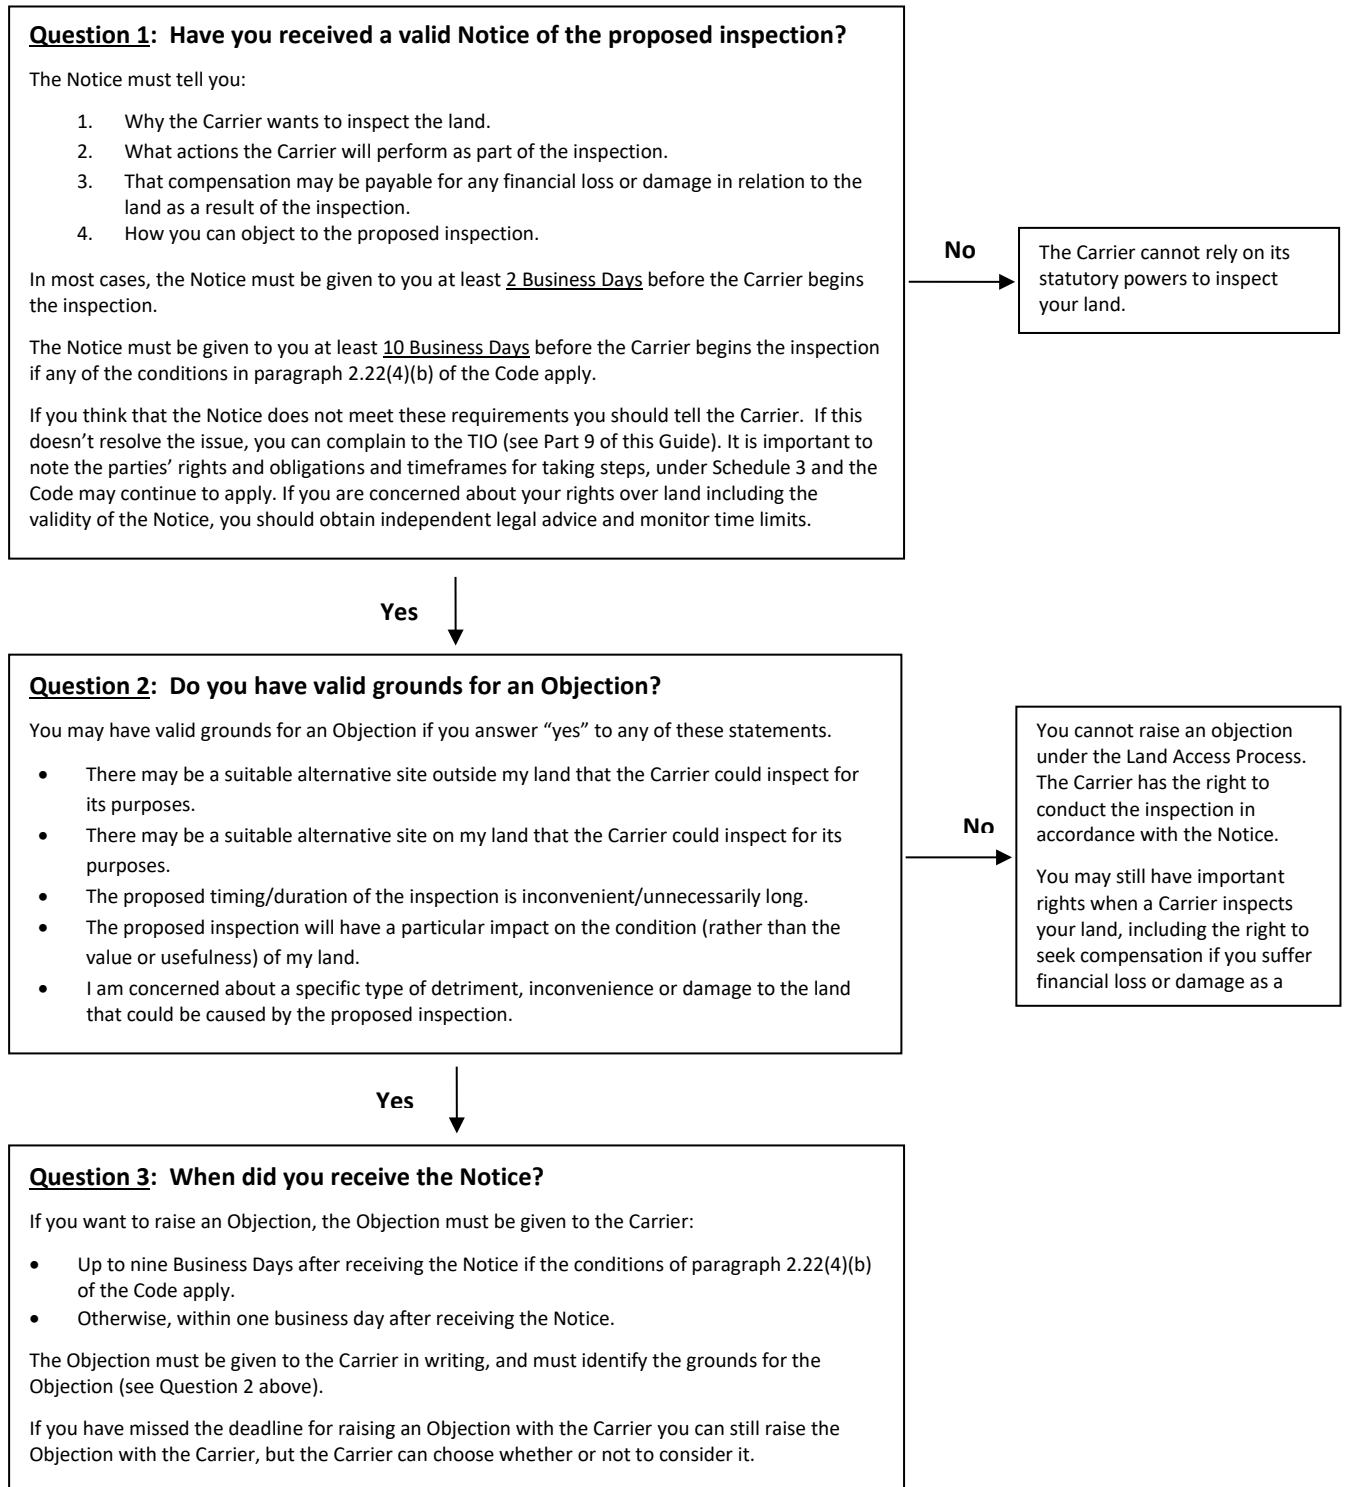 Question 1: Have you received a valid Notice of the proposed inspection?
The Notice must tell you:
1. Why the Carrier wants to inspect the land.
2. What actions the Carrier will perform as part of the inspection.
3. That compensation may be payable for any financial loss or damage in relation to the
land as a result of the inspection.
4. How you can object to the proposed inspection.
In most cases, the Notice must be given to you at least 2 Business Days before the Carrier begins
the inspection.
The Notice must be given to you at least 10 Business Days before the Carrier begins the inspection
if any of the conditions in paragraph 2.22(4)(b) of the Code apply.
If you think that the Notice does not meet these requirements you should tell the Carrier. If this
doesn't resolve the issue, you can complain to the TIO (see Part 9 of this Guide). It is important to
note the parties' rights and obligations and timeframes for taking steps, under Schedule 3 and the
Code may continue to apply. If you are concerned about your rights over land including the
validity of the Notice, you should obtain independent legal advice and monitor time limits.
No
The Carrier cannot rely on its
statutory powers to inspect
your land.
Yes
Question 2: Do you have valid grounds for an Objection?
You may have valid grounds for an Objection if you answer "yes" to any of these statements.
• There may be a suitable alternative site outside my land that the Carrier could inspect for
its purposes.
• There may be a suitable alternative site on my land that the Carrier could inspect for its
purposes.
• The proposed timing/duration of the inspection is inconvenient/unnecessarily long.
• The proposed inspection will have a particular impact on the condition (rather than the
value or usefulness) of my land.
• I am concerned about a specific type of detriment, inconvenience or damage to the land
that could be caused by the proposed inspection.
No
You cannot raise an objection
under the Land Access Process.
The Carrier has the right to
conduct the inspection in
accordance with the Notice.
You may still have important
rights when a Carrier inspects
your land, including the right to
seek compensation if you suffer
financial loss or damage as a
Yes
Question 3: When did you receive the Notice?
If you want to raise an Objection, the Objection must be given to the Carrier:
• Up to nine Business Days after receiving the Notice if the conditions of paragraph 2.22(4)(b)
of the Code apply.
• Otherwise, within one business day after receiving the Notice.
The Objection must be given to the Carrier in writing, and must identify the grounds for the
Objection (see Question 2 above).
If you have missed the deadline for raising an Objection with the Carrier you can still raise the
Objection with the Carrier, but the Carrier can choose whether or not to consider it.